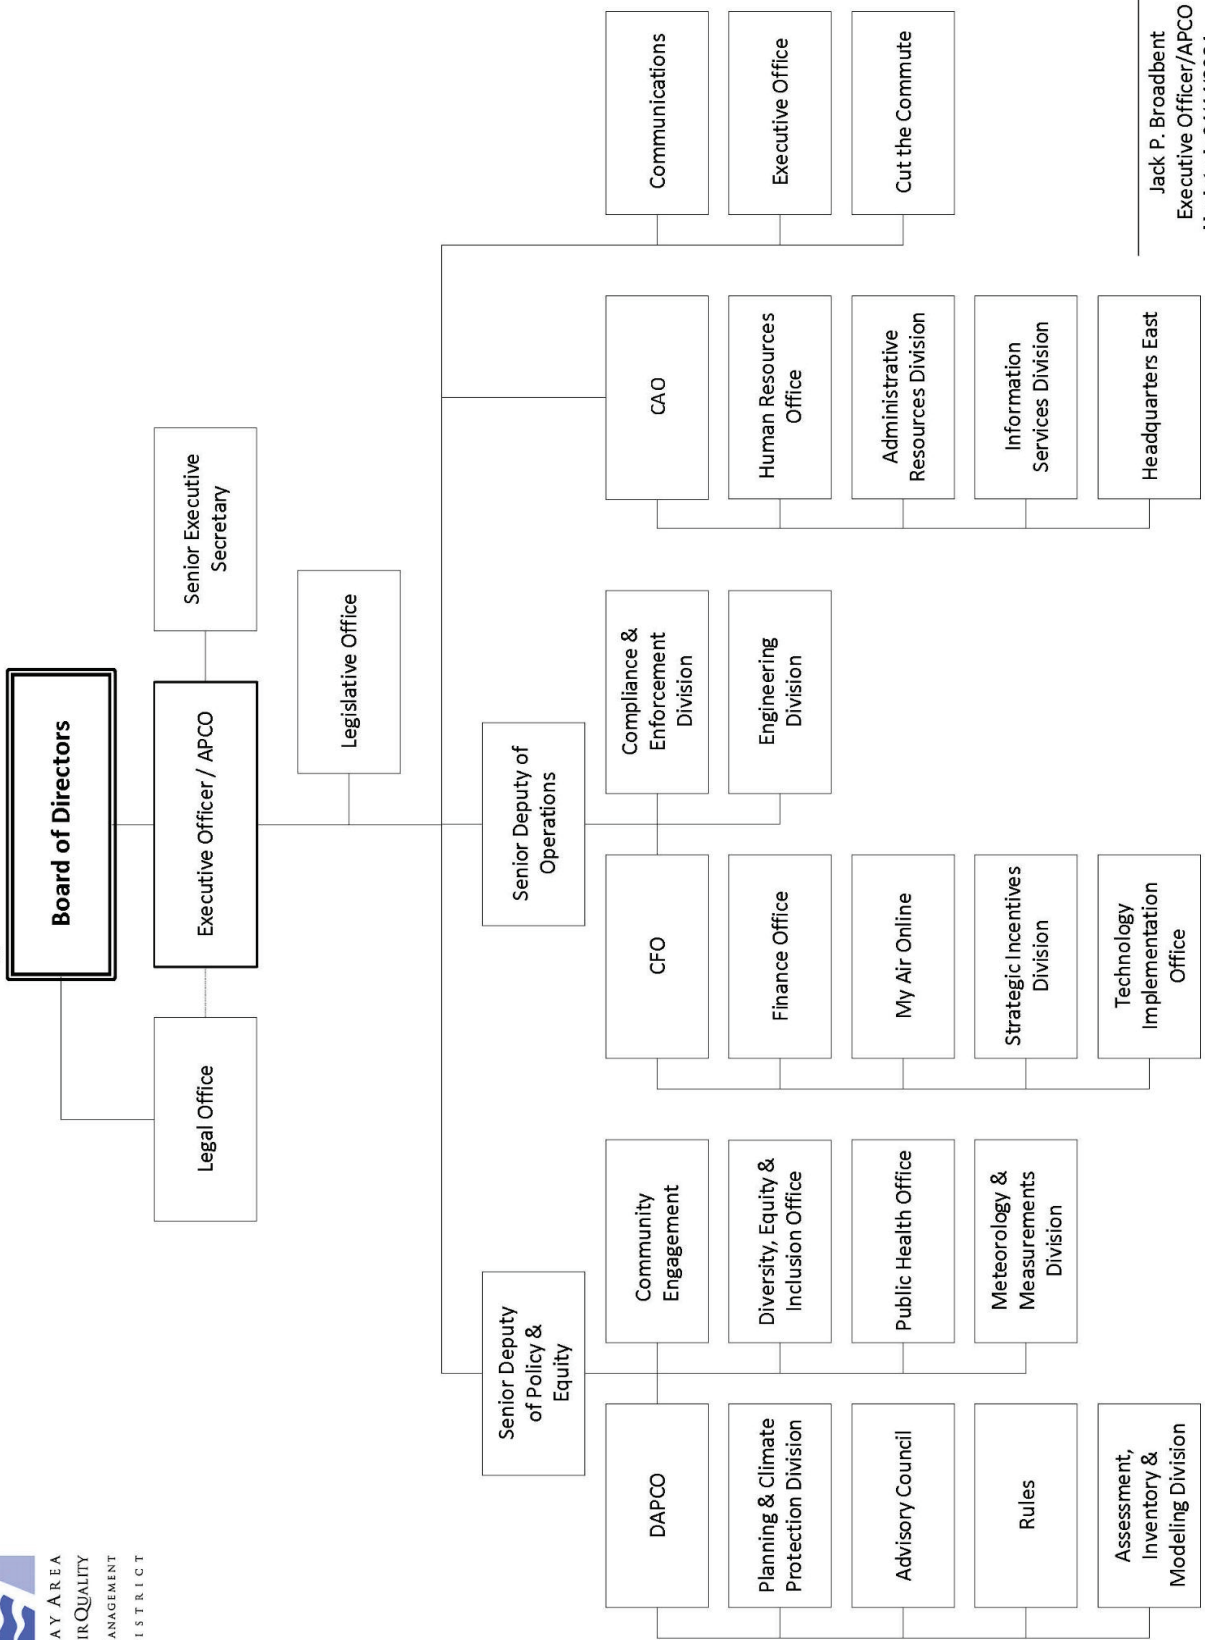 AY AREA
IR QUALITY
ANAGEMENT
ISTRICT
Board of Directors
Legal Office
Executive Officer / APCO
Senior Executive
Secretary
Legislative Office
Senior Deputy
of Policy &
Equity
Senior Deputy of
Operations
DAPCO
Planning & Climate
Protection Division
Advisory Council
Rules
Assessment,
Inventory &
Modeling Division
Community
Engagement
Diversity, Equity &
Inclusion Office
Public Health Office
Meteorology &
Measurements
Division
CFO
Finance Office
My Air Online
Strategic Incentives
Division
Technology
Implementation
Office
Compliance &
Enforcement
Division
Engineering
Division
CAO
Human Resources
Office
Administrative
Resources Division
Information
Services Division
Headquarters East
Communications
Executive Office
Cut the Commute
Jack P. Broadbent
Executive Officer/APCO